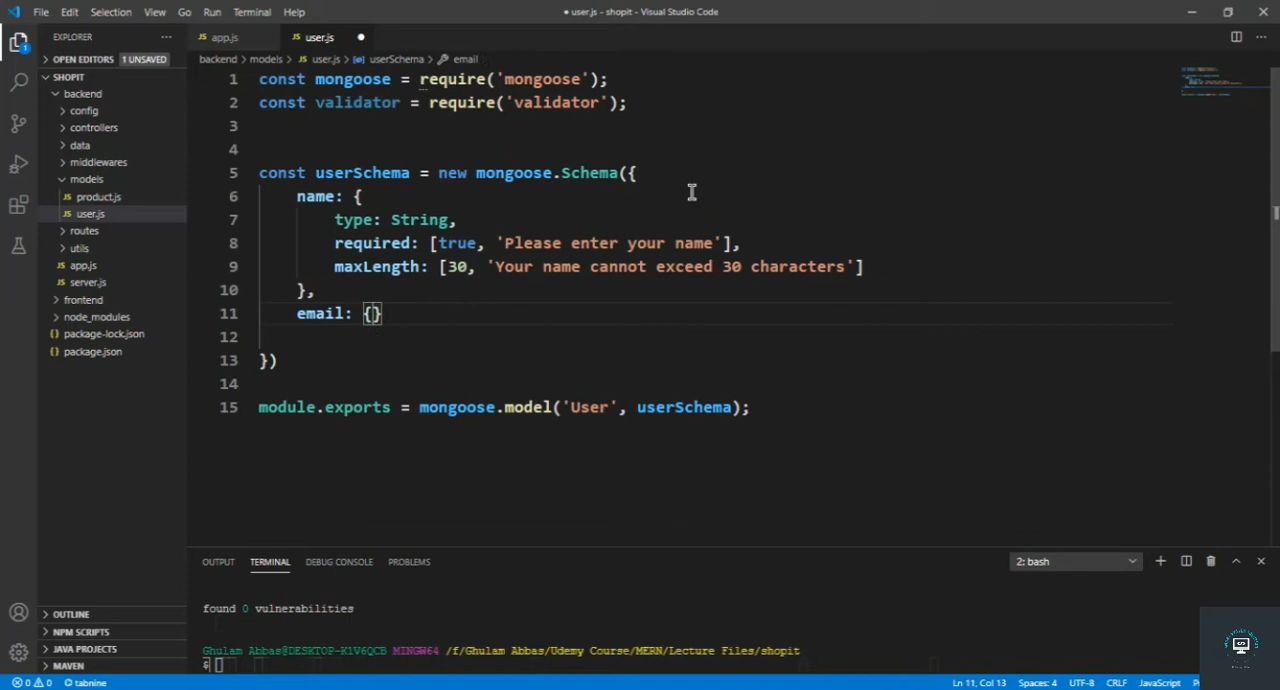 File Edit Selection View Go Run Terminal Help
● user.js - shopit - Visual Studio Code
EXPLORER
OPEN EDITORS 1 UNSAVED
SHOPIT
backend
config
controllers
data
middlewares
models
JS product.js
JS user.js
routes
utils
JS app.js
JS server.js
frontend
node_modules
{} package-lock.json
{} package.json
OUTLINE
NPM SCRIPTS
JAVA PROJECTS
MAVEN
JS app.js
JS user.js ●
backend > models > JS user.js > userSchema > email
1 const mongoose = require('mongoose');
2 const validator = require('validator');
3
4
5 const userSchema = new mongoose.Schema({
6 name: {
7 type: String,
8 required: [true, 'Please enter your name'],
9 maxLength: [30, 'Your name cannot exceed 30 characters']
10 },
11 email: {}
12
13 })
14
15 module.exports = mongoose.model('User', userSchema);
OUTPUT TERMINAL DEBUG CONSOLE PROBLEMS
2: bash
found 0 vulnerabilities
Ghulam Abbas@DESKTOP-K1V6QCB MINGW64 /f/Ghulam Abbas/Udemy Course/MERN/Lecture Files/shopit
$
0 0 tabnine
Ln 11, Col 13 Spaces: 4 UTF-8 CRLF JavaScript